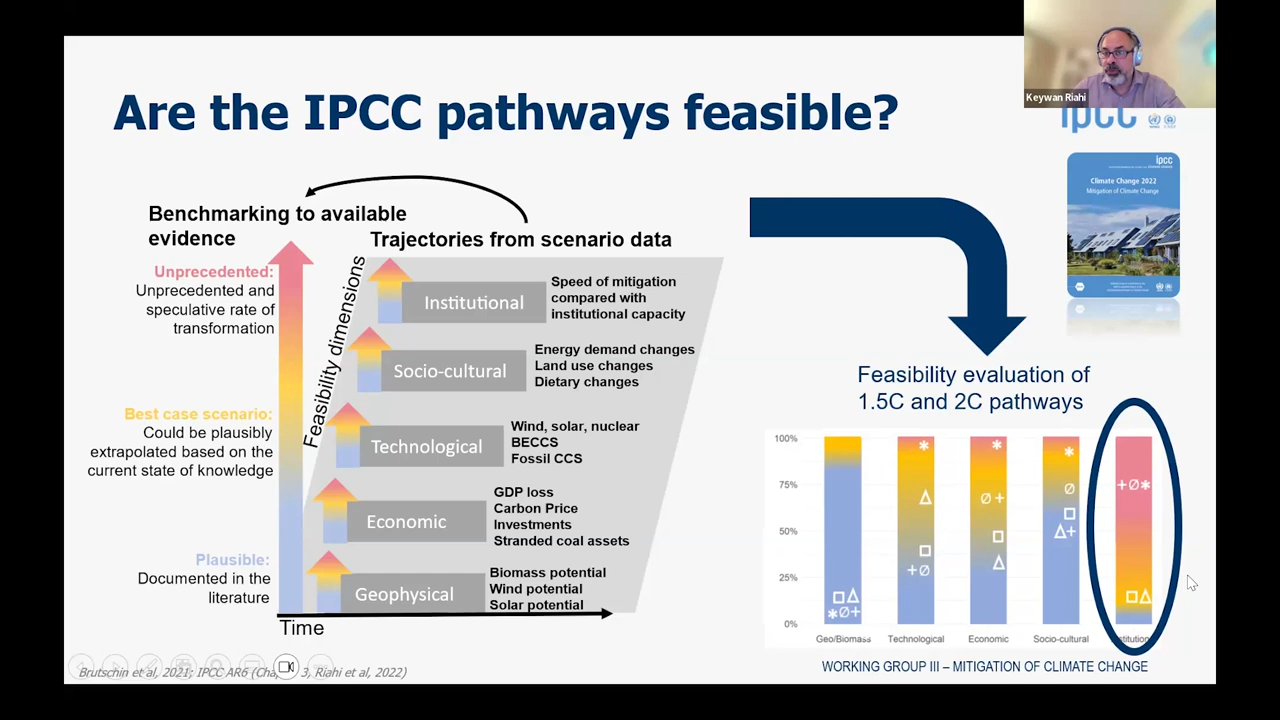 Keywan Riahi
Are the IPCC pathways feasible?
ipcc
ipcc
Climate Change 2022
Mitigation of Climate Change
Benchmarking to available
evidence
Trajectories from scenario data
Unprecedented:
Unprecedented and
speculative rate of
transformation
Best case scenario:
Could be plausibly
extrapolated based on the
current state of knowledge
Plausible:
Documented in the
literature
Feasibility dimensions
Institutional
Speed of mitigation
compared with
institutional capacity
Socio-cultural
Energy demand changes
Land use changes
Dietary changes
Technological
Wind, solar, nuclear
BECCS
Fossil CCS
Economic
GDP loss
Carbon Price
Investments
Stranded coal assets
Geophysical
Biomass potential
Wind potential
Solar potential
Time
Feasibility evaluation of
1.5C and 2C pathways
100%
75%
50%
25%
0%
Geo/Biomass
Technological
Economic
Socio-cultural
stitution
Brutschin et al, 2021; IPCC AR6 (Cha, 3, Riahi et al, 2022)
WORKING GROUP III – MITIGATION OF CLIMATE CHANGE